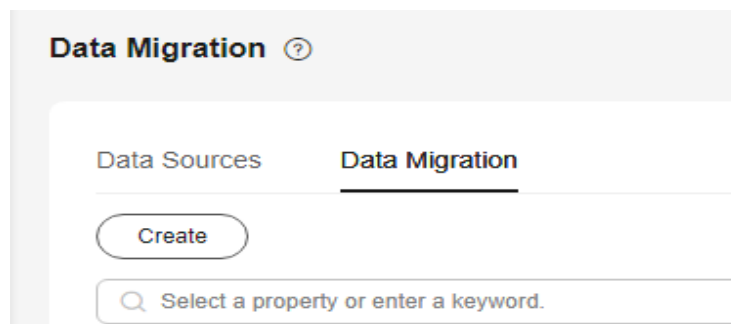 Data Migration
Data Sources Data Migration
Create
Select a property or enter a keyword.